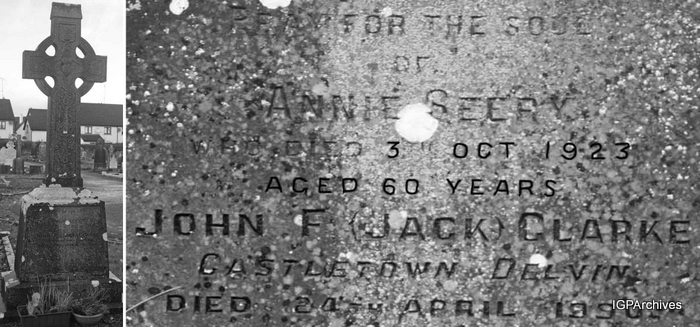 PRAY FOR THE SOUL
OF
ANNIE SEERY
WHO DIED 3 OCT 1923
AGED 60 YEARS
JOHN F (JACK) CLARKE
CASTLETOWN DELVIN
DIED 24TH APRIL
IGPArchives